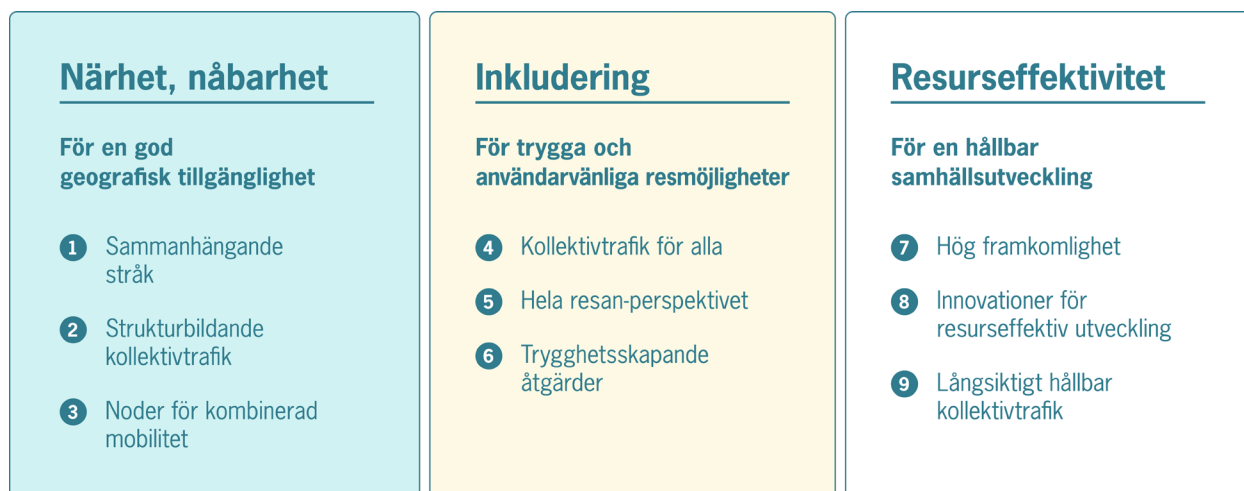 Närhet, nåbarhet
För en god
geografisk tillgänglighet
1 Sammanhängande
stråk
2 Strukturbildande
kollektivtrafik
3 Noder för kombinerad
mobilitet
Inkludering
För trygga och
användarvänliga resmöjligheter
4 Kollektivtrafik för alla
5 Hela resan-perspektivet
6 Trygghetsskapande
åtgärder
Resurseffektivitet
För en hållbar
samhällsutveckling
7 Hög framkomlighet
8 Innovationer för
resurseffektiv utveckling
9 Långsiktigt hållbar
kollektivtrafik